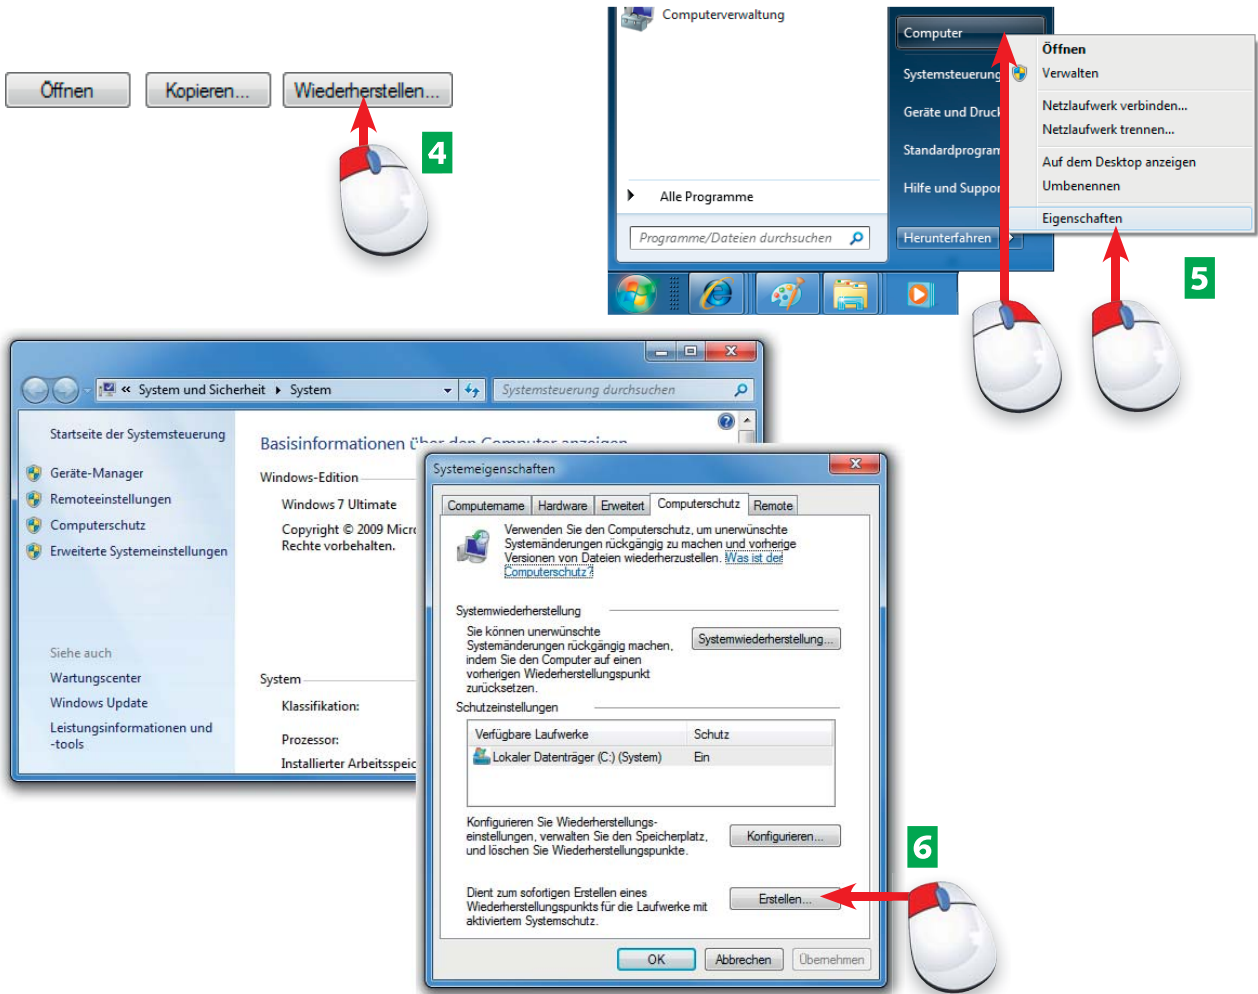 Öffnen
Kopieren...
Wiederherstellen...
4
Computerverwaltung
Alle Programme
Programme/Dateien durchsuchen
Computer
Systemsteuerung
Geräte und Druck
Standardprogram
Hilfe und Suppor
Herunterfahren
Öffnen
Verwalten
Netzlaufwerk verbinden...
Netzlaufwerk trennen...
Auf dem Desktop anzeigen
Umbenennen
Eigenschaften
5
« System und Sicherheit System
Systemsteuerung durchsuchen
Startseite der Systemsteuerung
Geräte-Manager
Remoteeinstellungen
Computerschutz
Erweiterte Systemeinstellungen
Siehe auch
Wartungscenter
Windows Update
Leistungsinformationen und
-tools
Basisinformationen über den Computer anzeigen
Windows-Edition
Windows 7 Ultimate
Copyright © 2009 Micro
Rechte vorbehalten.
System
Klassifikation:
Prozessor:
Installierter Arbeitsspeic
Systemeigenschaften
Computername Hardware Erweitert Computerschutz Remote
Verwenden Sie den Computerschutz, um unerwünschte
Systemänderungen rückgängig zu machen und vorherige
Versionen von Dateien wiederherzustellen. Was ist der
Computerschutz?
Systemwiederherstellung
Sie können unerwünschte
Systemänderungen rückgängig machen,
indem Sie den Computer auf einen
vorherigen Wiederherstellungspunkt
zurücksetzen.
Systemwiederherstellung...
Schutzeinstellungen
Verfügbare Laufwerke Schutz
Lokaler Datenträger (C:) (System) Ein
Konfigurieren Sie Wiederherstellungs-
einstellungen, verwalten Sie den Speicherplatz,
und löschen Sie Wiederherstellungspunkte.
Konfigurieren...
6
Dient zum sofortigen Erstellen eines
Wiederherstellungspunkts für die Laufwerke mit
aktiviertem Systemschutz.
Erstellen...
OK
Abbrechen
Übernehmen